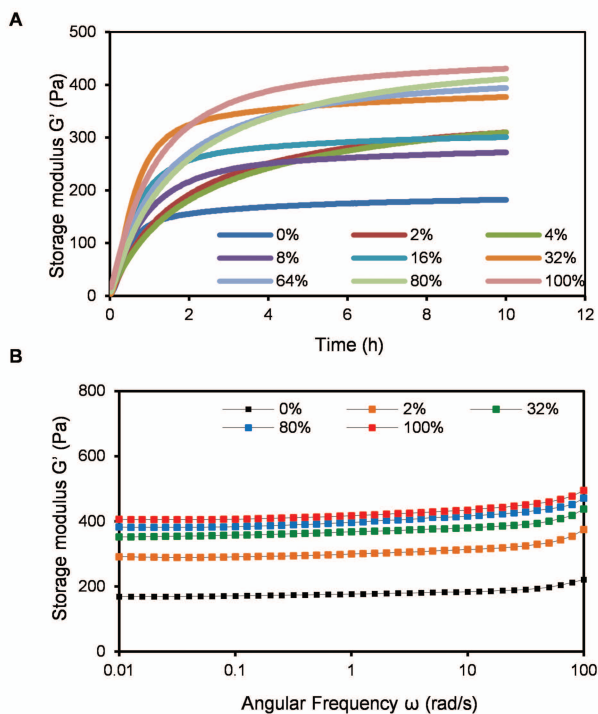 A
Storage modulus G’ (Pa)
500
400
300
200
100
0
0% 2% 4%
8% 16% 32%
64% 80% 100%
0 2 4 6 8 10 12
Time (h)
B
Storage modulus G’ (Pa)
800
600
400
200
0
0% 2% 32%
80% 100%
0.01 0.1 1 10 100
Angular Frequency ω (rad/s)